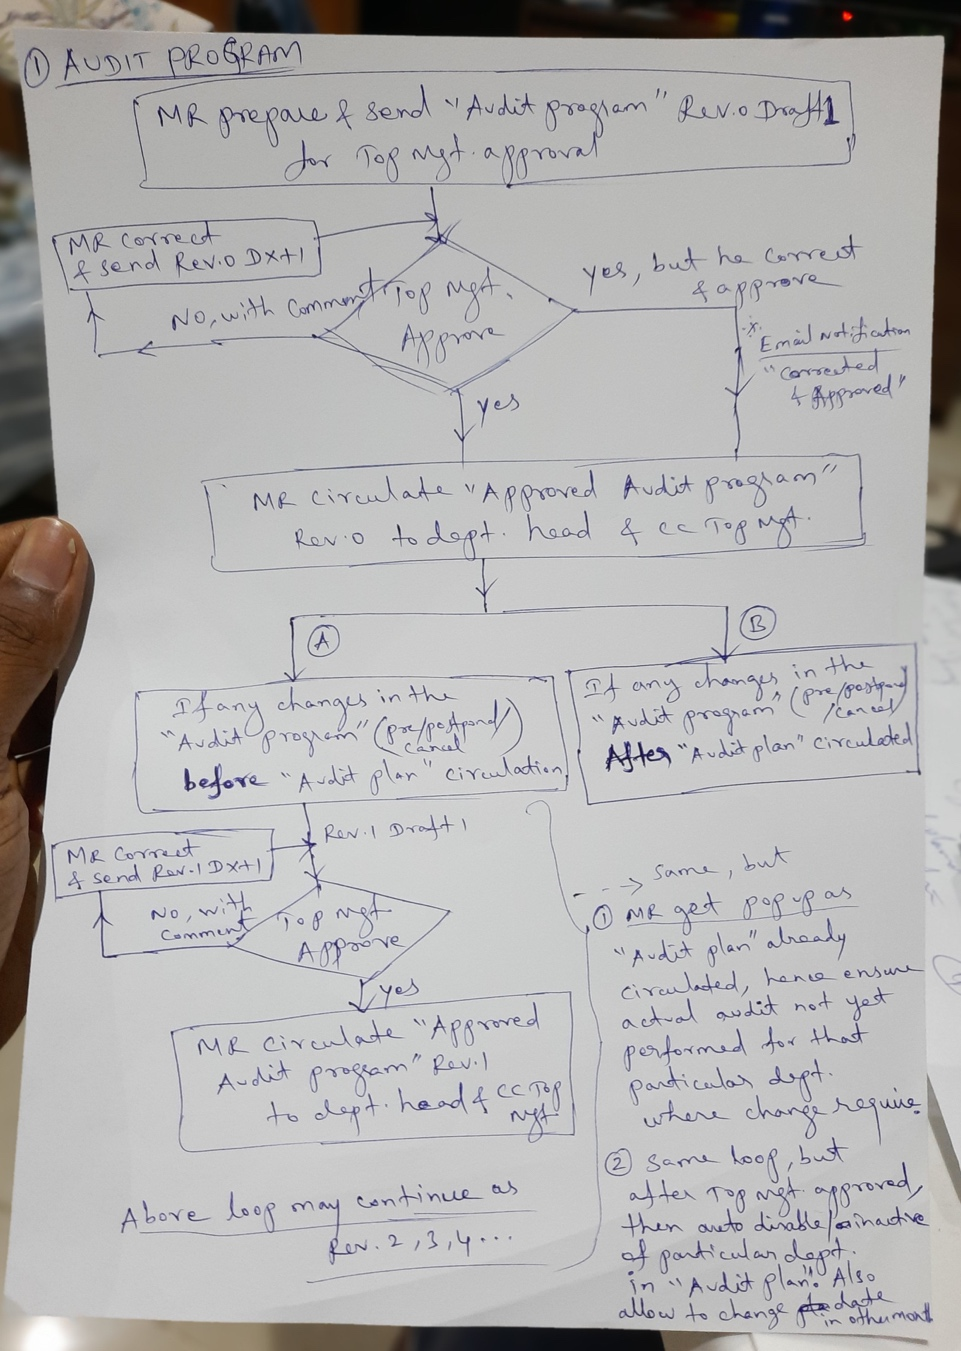 ① AUDIT PROGRAM
MR prepare & send "Audit program" Rev.0 Draft1
for Top Mgt. approval
MR Correct
& send Rev.0 DX+1
No, with Comment
Top Mgt.
Approve
yes, but he correct
& approve
Email Notification
"Corrected
& Approved"
yes
MR Circulate "Approved Audit program"
Rev.0 to dept. head & CC Top Mgt.
Ⓐ
Ⓑ
If any changes in the
"Audit program" (pre/postpond/
cancel)
before "Audit plan" circulation
If any changes in the
"Audit program" (pre/postpond
/cancel)
After "Audit plan" circulated
Rev.1 Draft 1
MR Correct
& send Rev.1 DX+1
No, with
Comment
Top Mgt
Approve
yes
MR Circulate "Approved
Audit program" Rev.1
to dept. head & CC Top
Mgt
Above loop may continue as
Rev. 2, 3, 4 ...
same, but
① MR get pop up as
"Audit plan" already
circulated, hence ensure
actual audit not yet
performed for that
particular dept.
where change require.
② Same loop, but
after Top Mgt. approved,
then auto disable/inactive
of particular dept.
in "Audit plan". Also
allow to change date
in other mont